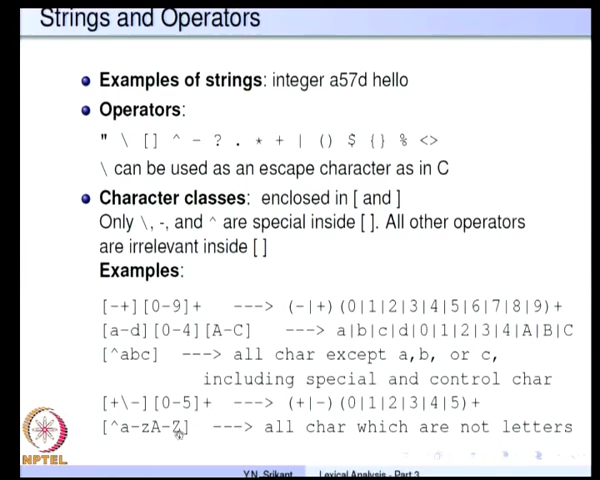 Strings and Operators
Examples of strings: integer a57d hello
Operators:
" \ [] ^ - ? . * + | () $ {} % <>
\ can be used as an escape character as in C
Character classes: enclosed in [ and ]
Only \, -, and ^ are special inside [ ]. All other operators
are irrelevant inside [ ]
Examples:
[-+][0-9]+ ---> (-|+)(0|1|2|3|4|5|6|7|8|9)+
[a-d][0-4][A-C] ---> a|b|c|d|0|1|2|3|4|A|B|C
[^abc] ---> all char except a,b, or c,
including special and control char
[+\-][0-5]+ ---> (+|-)(0|1|2|3|4|5)+
[^a-zA-Z] ---> all char which are not letters
NPTEL
Y.N. Srikant Lexical Analysis - Part 3